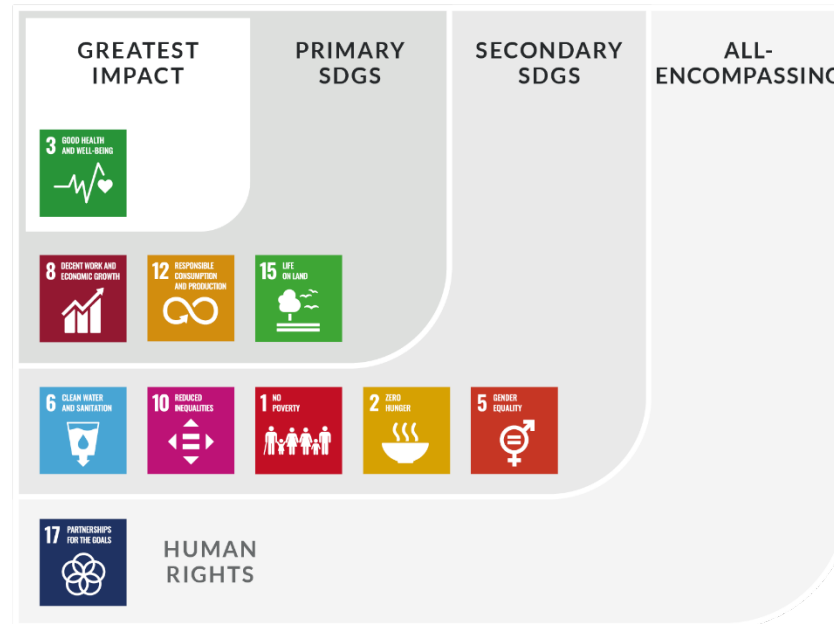 GREATEST
IMPACT
PRIMARY
SDGS
SECONDARY
SDGS
ALL-
ENCOMPASSING
3 GOOD HEALTH
AND WELL-BEING
8 DECENT WORK AND
ECONOMIC GROWTH
12 RESPONSIBLE
CONSUMPTION
AND PRODUCTION
15 LIFE
ON LAND
6 CLEAN WATER
AND SANITATION
10 REDUCED
INEQUALITIES
1 NO
POVERTY
2 ZERO
HUNGER
5 GENDER
EQUALITY
17 PARTNERSHIPS
FOR THE GOALS
HUMAN
RIGHTS